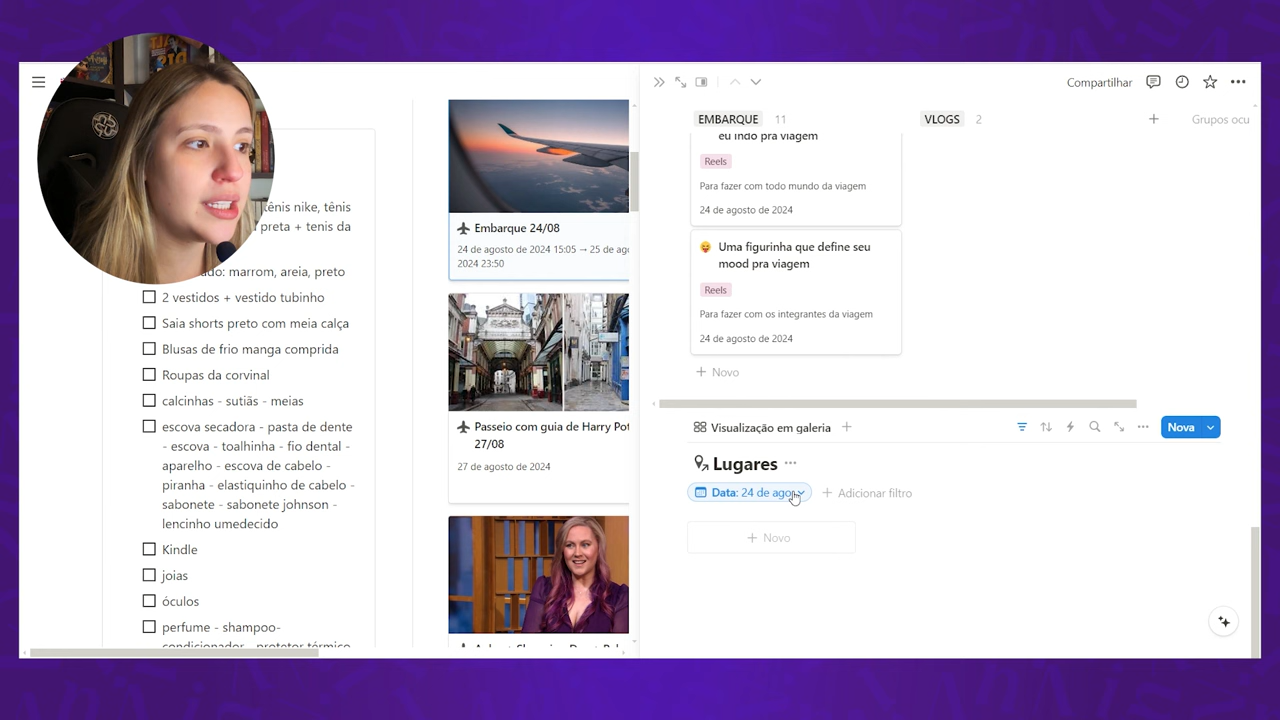 tênis nike, tênis
preta + tenis da
marrom, areia, preto
2 vestidos + vestido tubinho
Saia shorts preto com meia calça
Blusas de frio manga comprida
Roupas da corvinal
calcinhas - sutiãs - meias
escova secadora - pasta de dente
- escova - toalhinha - fio dental -
aparelho - escova de cabelo -
piranha - elastiquinho de cabelo -
sabonete - sabonete johnson -
lencinho umedecido
Kindle
joias
óculos
perfume - shampoo-
condicionador - protetor térmico
Embarque 24/08
24 de agosto de 2024 15:05 → 25 de ago
2024 23:50
Passeio com guia de Harry Pot
27/08
27 de agosto de 2024
Compartilhar
EMBARQUE 11
VLOGS 2
Grupos ocu
eu indo pra viagem
Reels
Para fazer com todo mundo da viagem
24 de agosto de 2024
Uma figurinha que define seu
mood pra viagem
Reels
Para fazer com os integrantes da viagem
24 de agosto de 2024
+ Novo
Visualização em galeria +
Nova
Lugares
Data: 24 de ago
+ Adicionar filtro
+ Novo